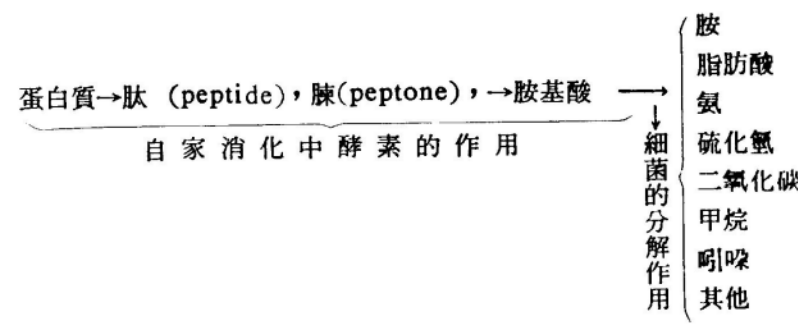 蛋白質→肽 (peptide),腖(peptone),→胺基酸 →
自家消化中酵素的作用
↓
細菌的分解作用
胺
脂肪酸
氨
硫化氫
二氧化碳
甲烷
吲哚
其他